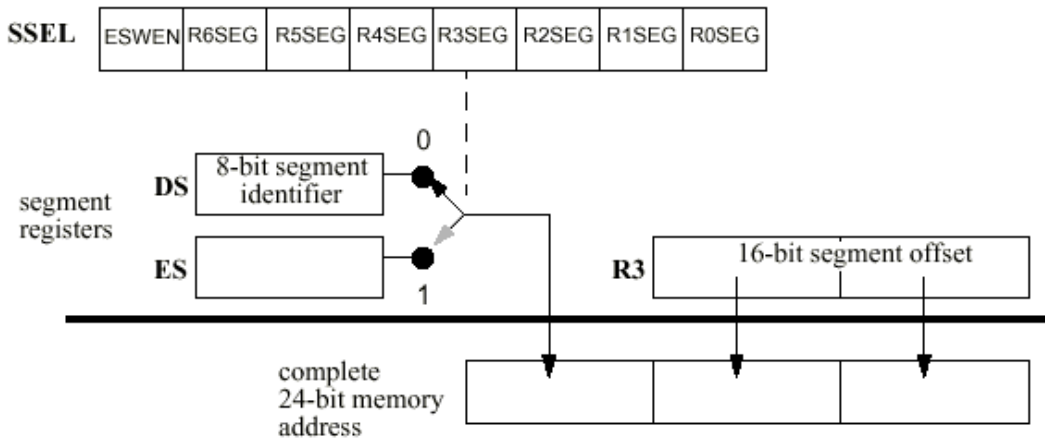 SSEL ESWEN R6SEG R5SEG R4SEG R3SEG R2SEG R1SEG R0SEG
0
8-bit segment
identifier
DS
segment
registers
ES
1
16-bit segment offset
R3
complete
24-bit memory
address